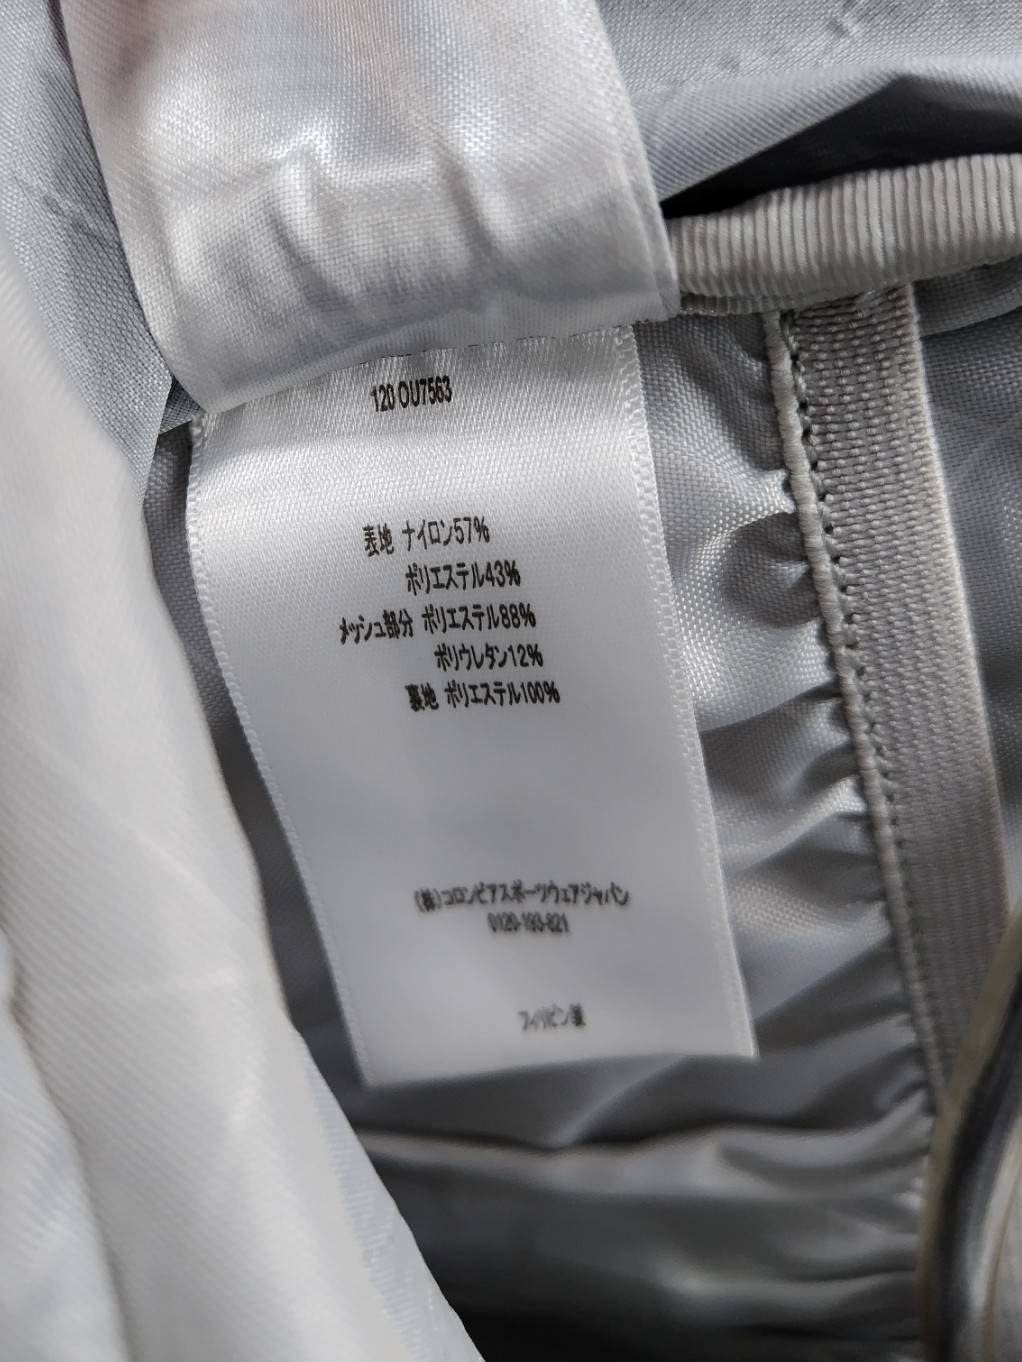 120 OU7563
表地 ナイロン57%
ポリエステル43%
メッシュ部分 ポリエステル88%
ポリウレタン12%
裏地 ポリエステル100%
(株)コロンビアスポーツウェアジャパン
0120-193-821
フィリピン製